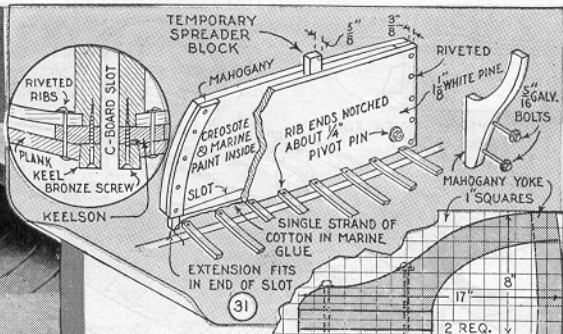 TEMPORARY
SPREADER
BLOCK
5/8"
3/8"
RIVETED
MAHOGANY
1 1/8" WHITE PINE
5/16" GALV.
BOLTS
RIVETED
RIBS
C-BOARD SLOT
PLANK
KEEL
BRONZE SCREW
KEELSON
CREOSOTE
& MARINE
PAINT INSIDE
SLOT
RIB ENDS NOTCHED
ABOUT 1/4"
PIVOT PIN
MAHOGANY YOKE
1" SQUARES
SINGLE STRAND OF
COTTON IN MARINE
GLUE
EXTENSION FITS
IN END OF SLOT
31
8"
17"
2 REQ.